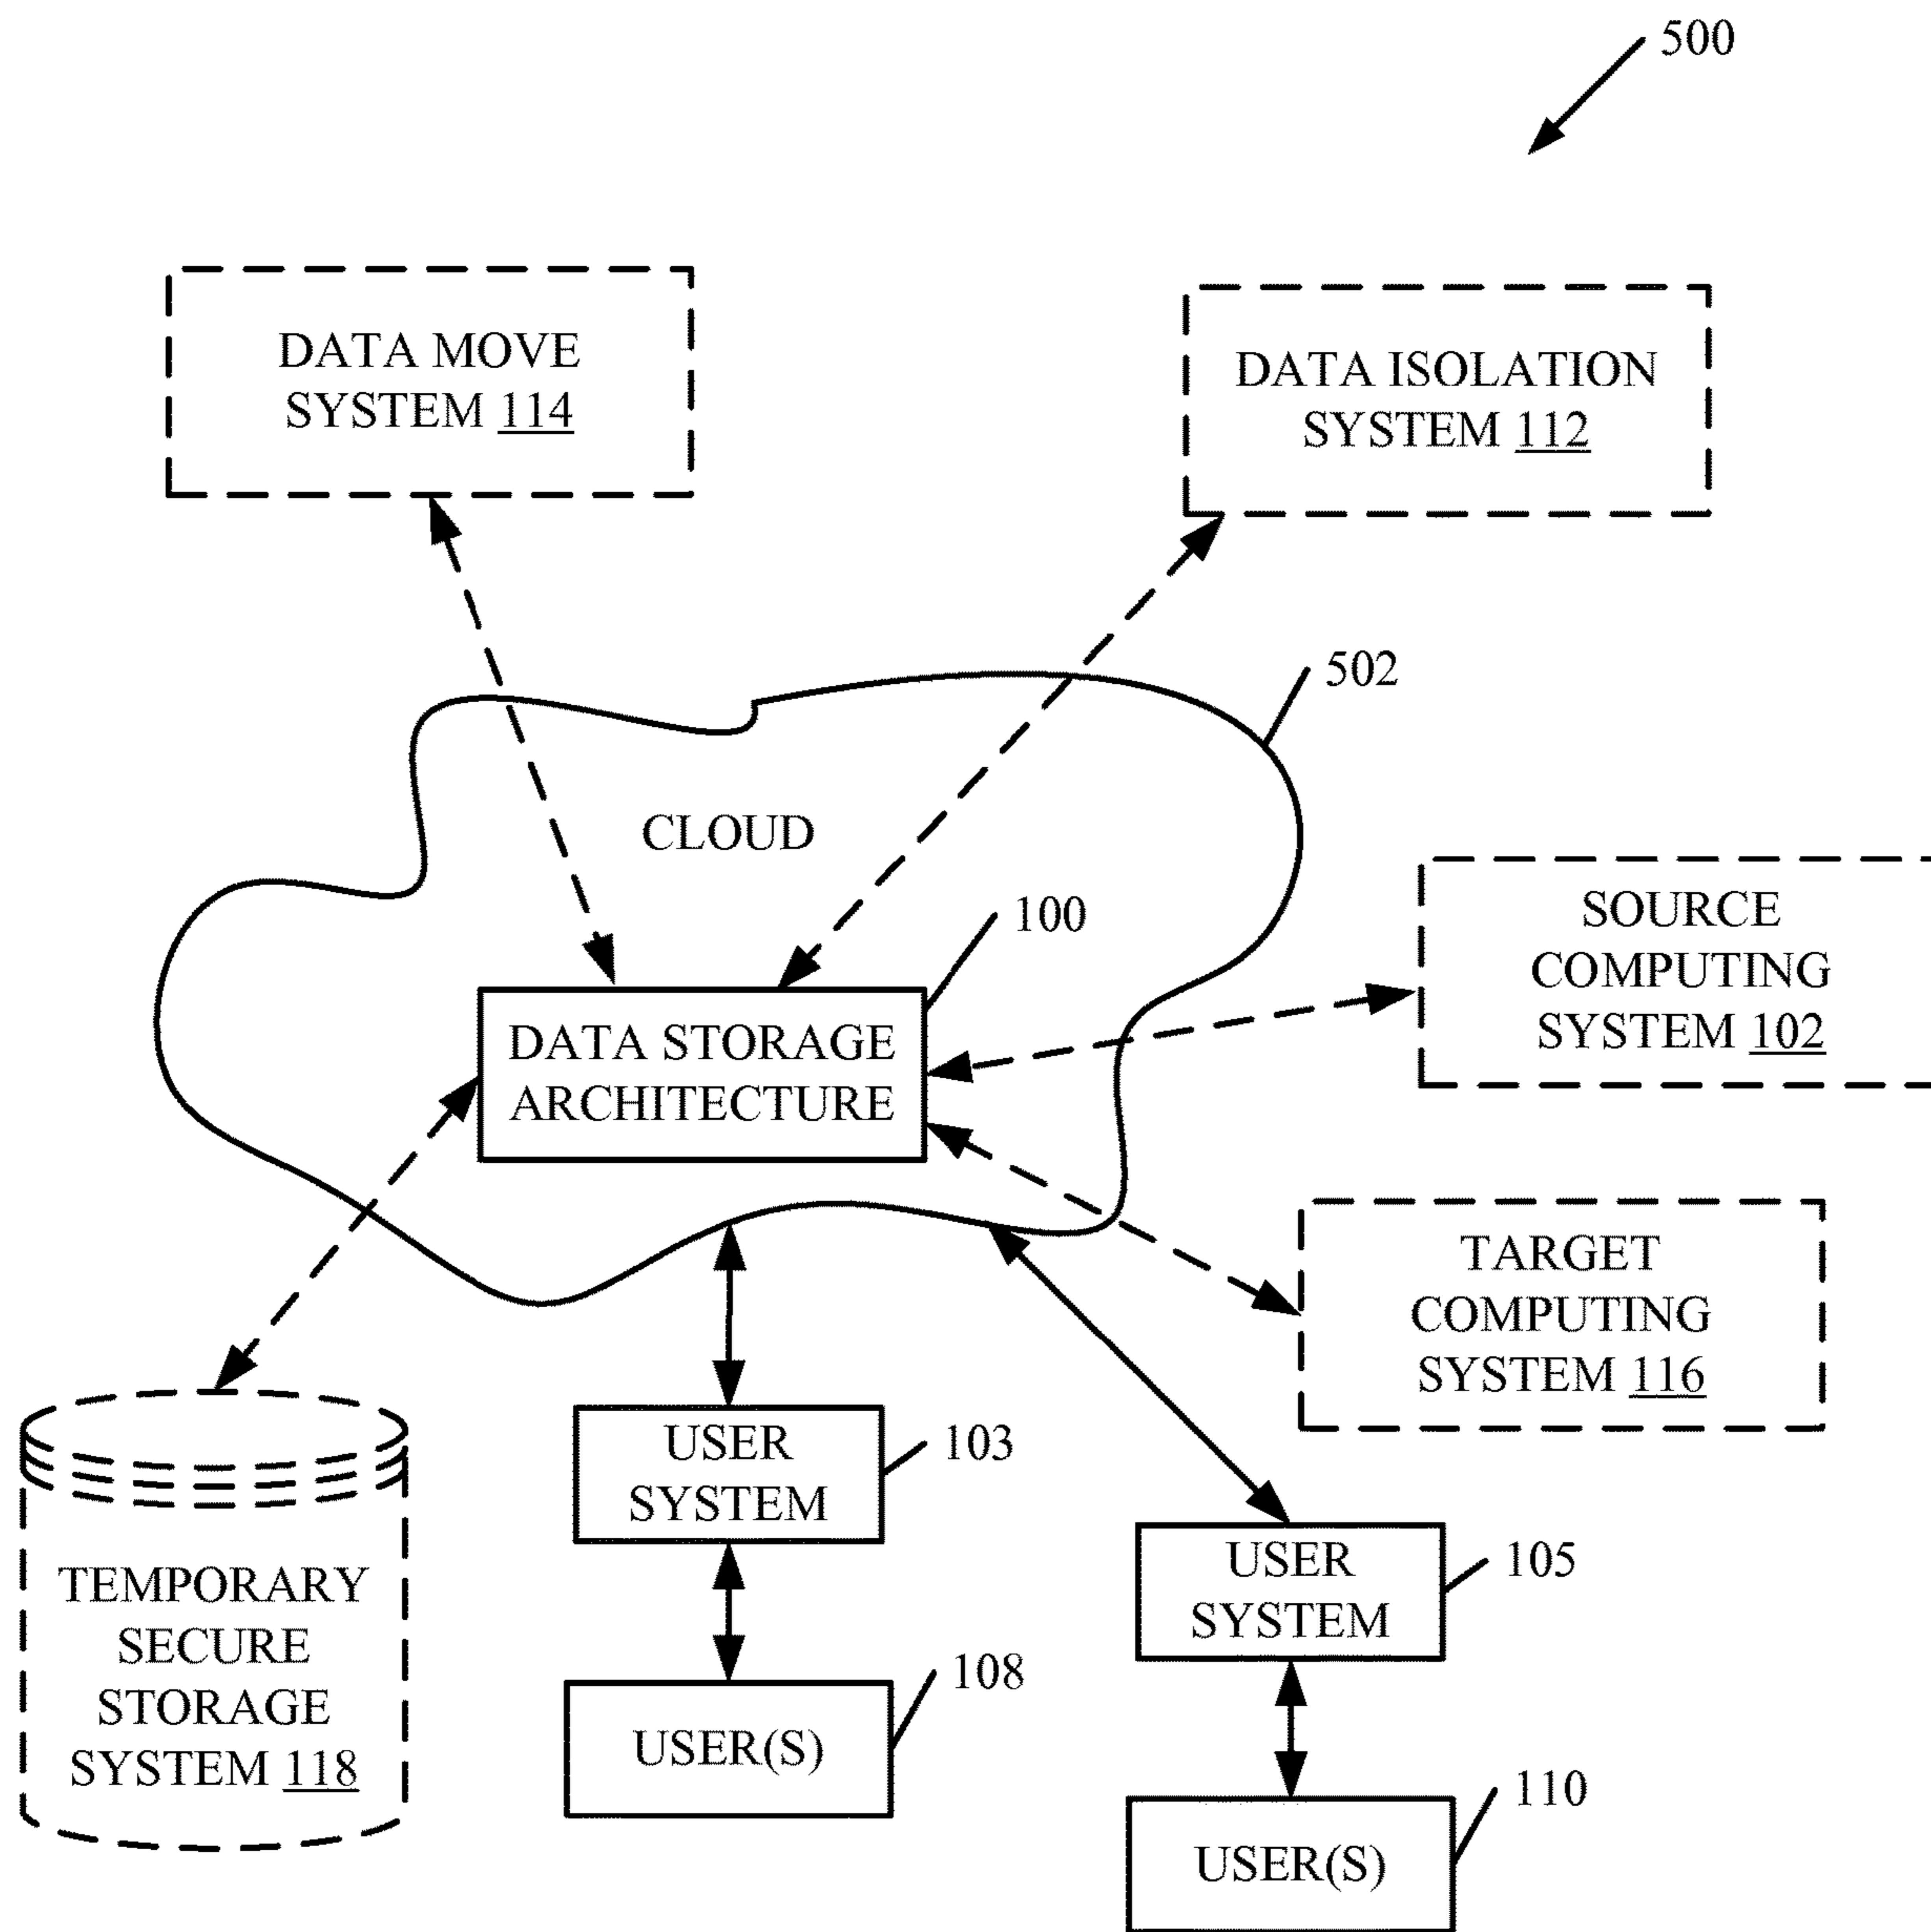 500
DATA MOVE
SYSTEM 114
DATA ISOLATION
SYSTEM 112
502
CLOUD
100
SOURCE
COMPUTING
SYSTEM 102
DATA STORAGE
ARCHITECTURE
TARGET
COMPUTING
SYSTEM 116
USER
SYSTEM
103
USER
SYSTEM
105
TEMPORARY
SECURE
STORAGE
SYSTEM 118
108
USER(S)
110
USER(S)